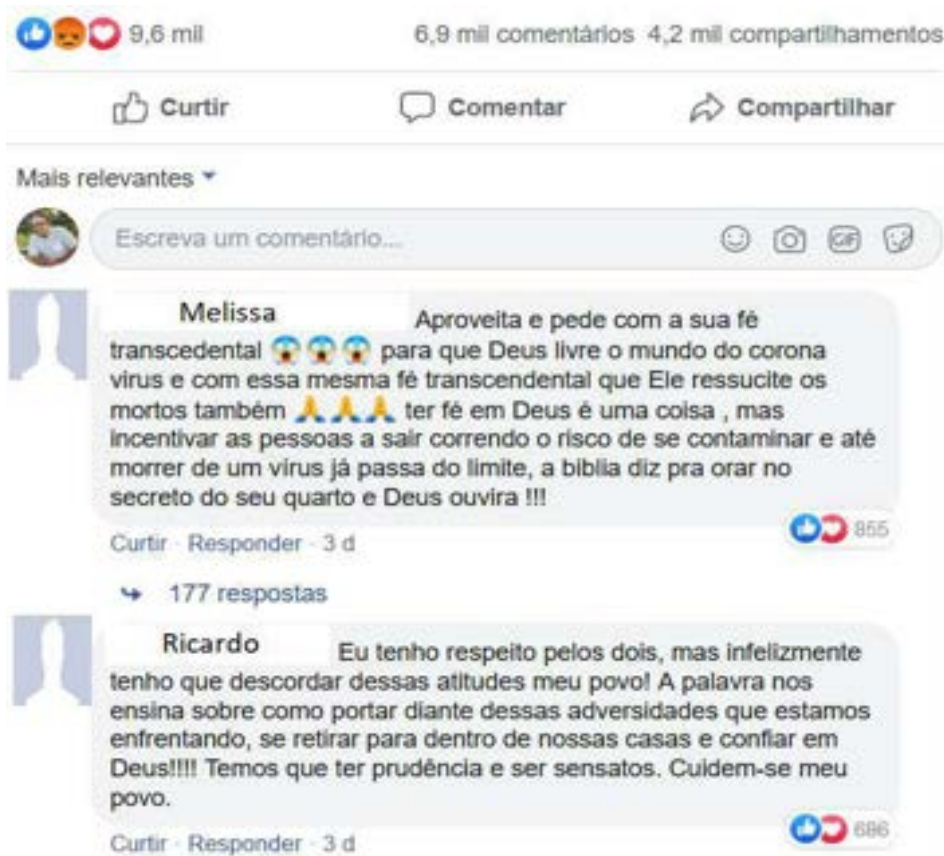 9,6 mil 6,9 mil comentários 4,2 mil compartilhamentos
Curtir Comentar Compartilhar
Mais relevantes
Escreva um comentário... GIF
Melissa Aproveita e pede com a sua fé
transcedental 😱😱😱 para que Deus livre o mundo do corona
virus e com essa mesma fé transcendental que Ele ressucite os
mortos também 🙏🙏🙏 ter fé em Deus é uma coisa , mas
incentivar as pessoas a sair correndo o risco de se contaminar e até
morrer de um vírus já passa do limite, a biblia diz pra orar no
secreto do seu quarto e Deus ouvira !!!
855
Curtir · Responder · 3 d
177 respostas
Ricardo Eu tenho respeito pelos dois, mas infelizmente
tenho que descordar dessas atitudes meu povo! A palavra nos
ensina sobre como portar diante dessas adversidades que estamos
enfrentando, se retirar para dentro de nossas casas e confiar em
Deus!!!! Temos que ter prudência e ser sensatos. Cuidem-se meu
povo.
686
Curtir · Responder · 3 d